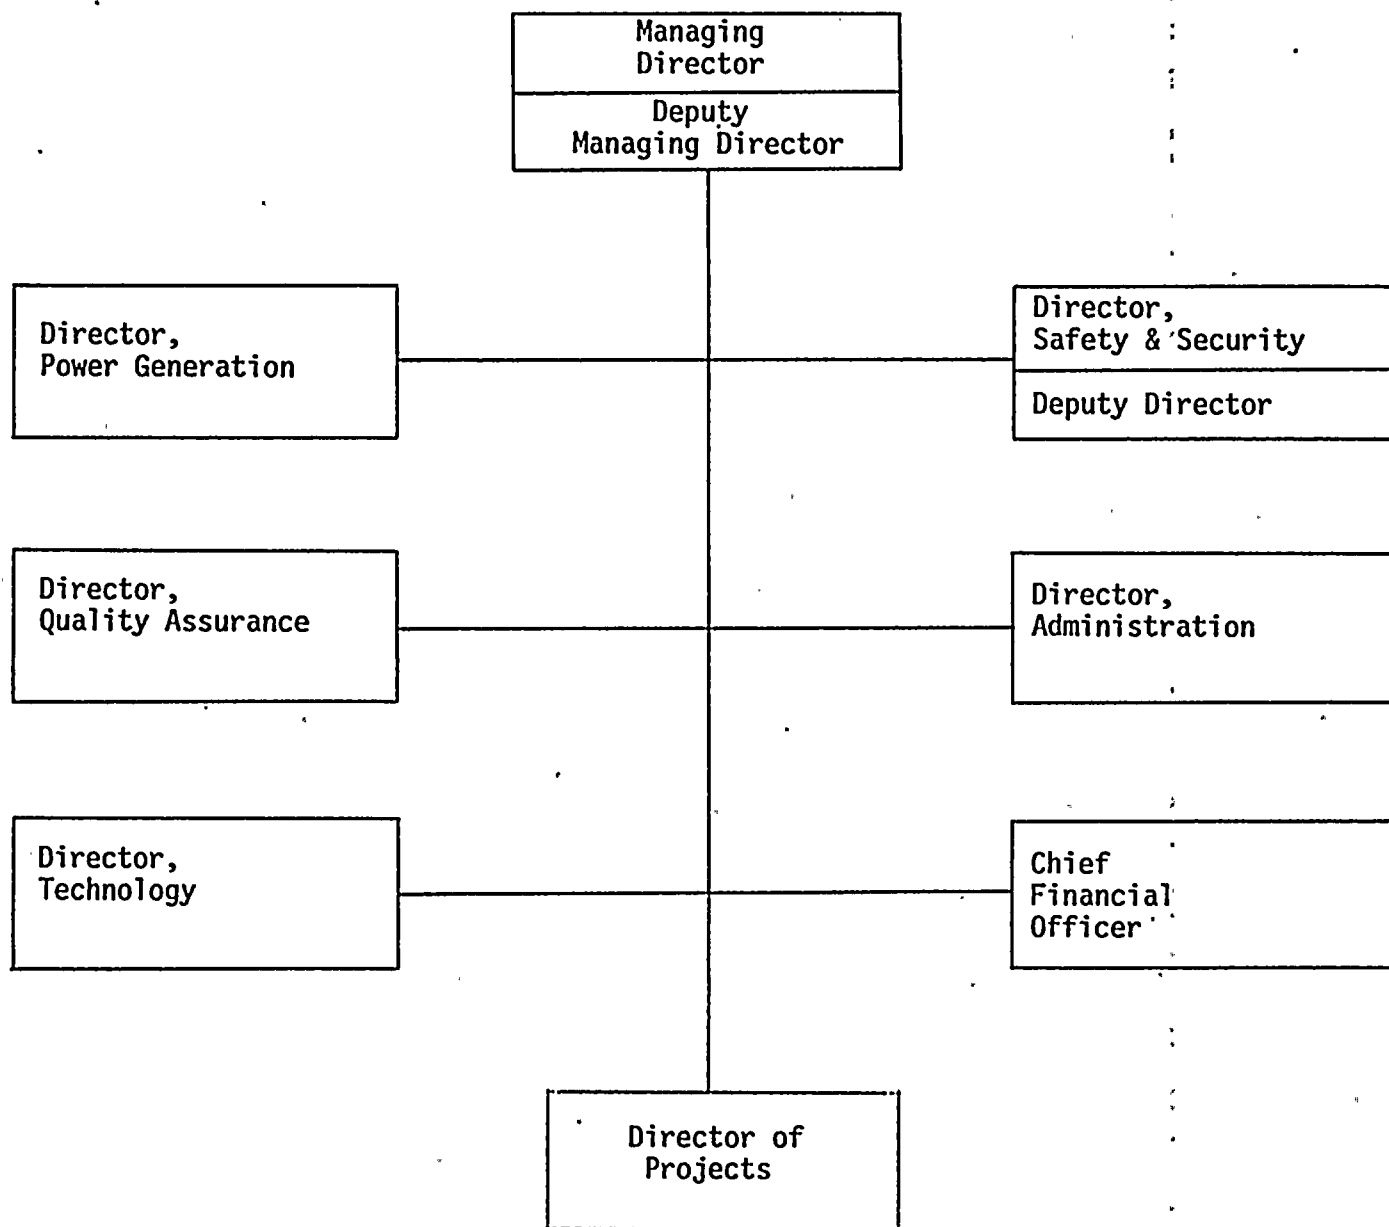 Managing
Director
Deputy
Managing Director
Director,
Power Generation
Director,
Safety & Security
Deputy Director
Director,
Quality Assurance
Director,
Administration
Director,
Technology
Chief
Financial
Officer
Director of
Projects